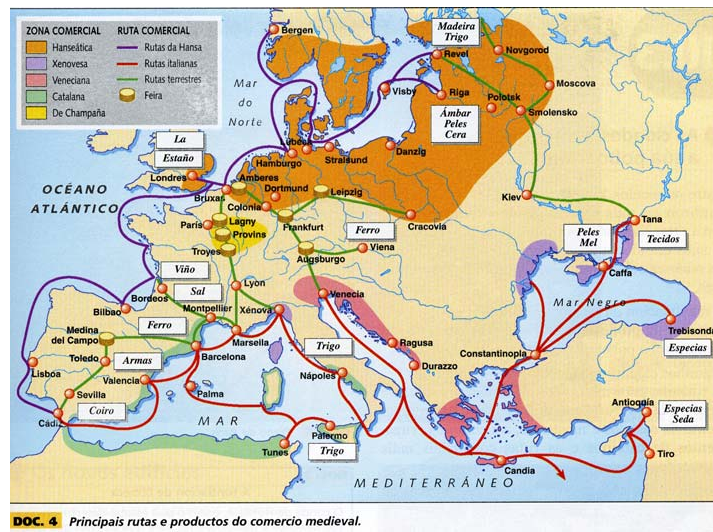 ZONA COMERCIAL
Hanseática
Xenovesa
Veneciana
Catalana
De Champaña
RUTA COMERCIAL
Rutas da Hansa
Rutas italianas
Rutas terrestres
Feira
Bergen
Mar
do
Norte
Madeira
Trigo
Revel
Novgorod
Moscova
Visby
Riga
Polotsk
Smolensko
Ámbar
Peles
Cera
La
Estaño
Londres
Lübeck
Hamburgo
Stralsund
Danzig
OCÉANO
ATLÁNTICO
Bruxas
Amberes
Dortmund
Colonia
Leipzig
Kiev
París
Lagny
Provins
Frankfurt
Ferro
Cracovia
Tana
Troyes
Augsburgo
Viena
Peles
Mel
Tecidos
Viño
Sal
Lyon
Caffa
Bordeos
Bilbao
Montpellier
Xénova
Venecia
Mar Negro
Ferro
Marsella
Trebisonda
Especias
Medina
del Campo
Toledo
Armas
Barcelona
Trigo
Ragusa
Constantinopla
Lisboa
Valencia
Palma
Nápoles
Durazzo
Sevilla
Coiro
Cádiz
MAR
Palermo
Trigo
Tunes
Antioquía
Especias
Seda
Candia
Tiro
MEDITERRÁNEO
DOC. 4 Principais rutas e productos do comercio medieval.